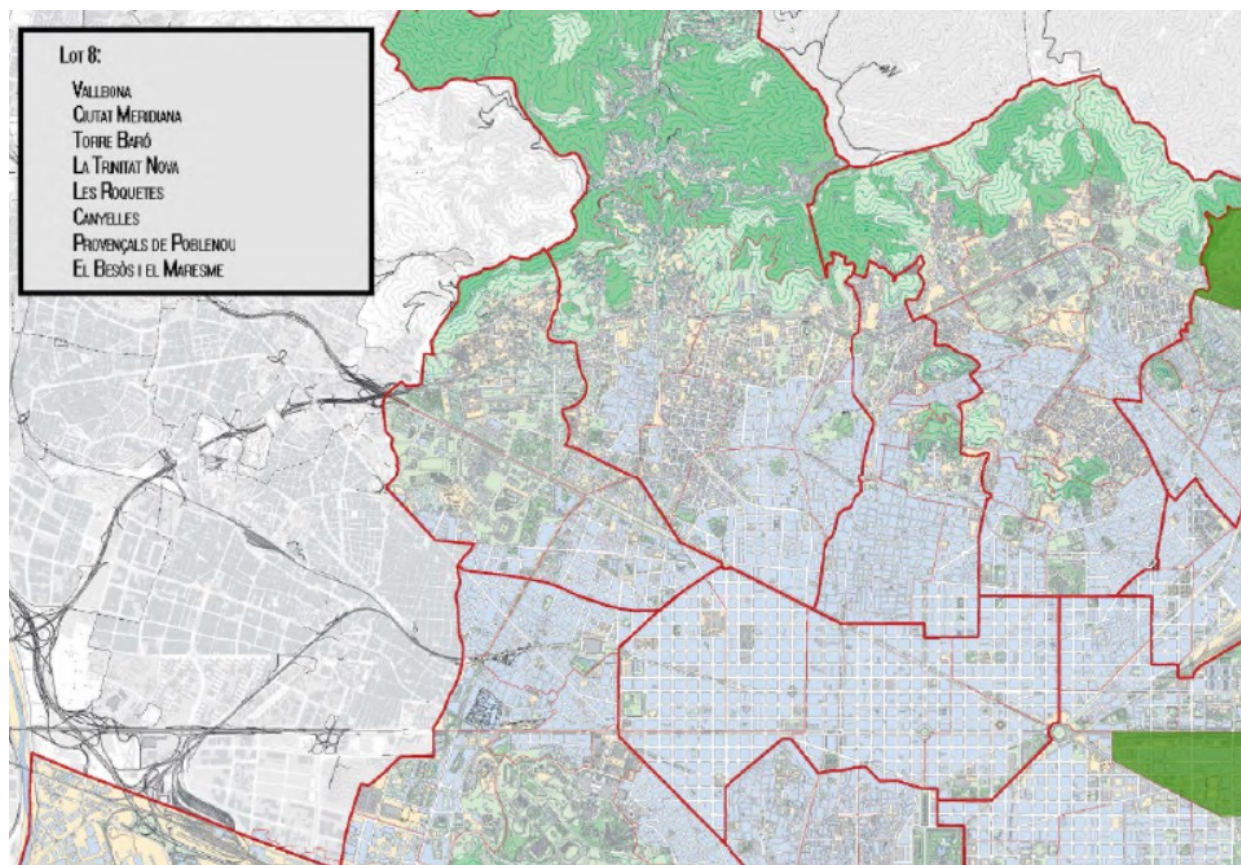 LOT 8:
VALLBONA
CIUTAT MERIDIANA
TORRE BARÓ
LA TRINITAT NOVA
LES ROQUETES
CANYELLES
PROVENÇALS DE POBLENOU
EL BESÒS I EL MARESME